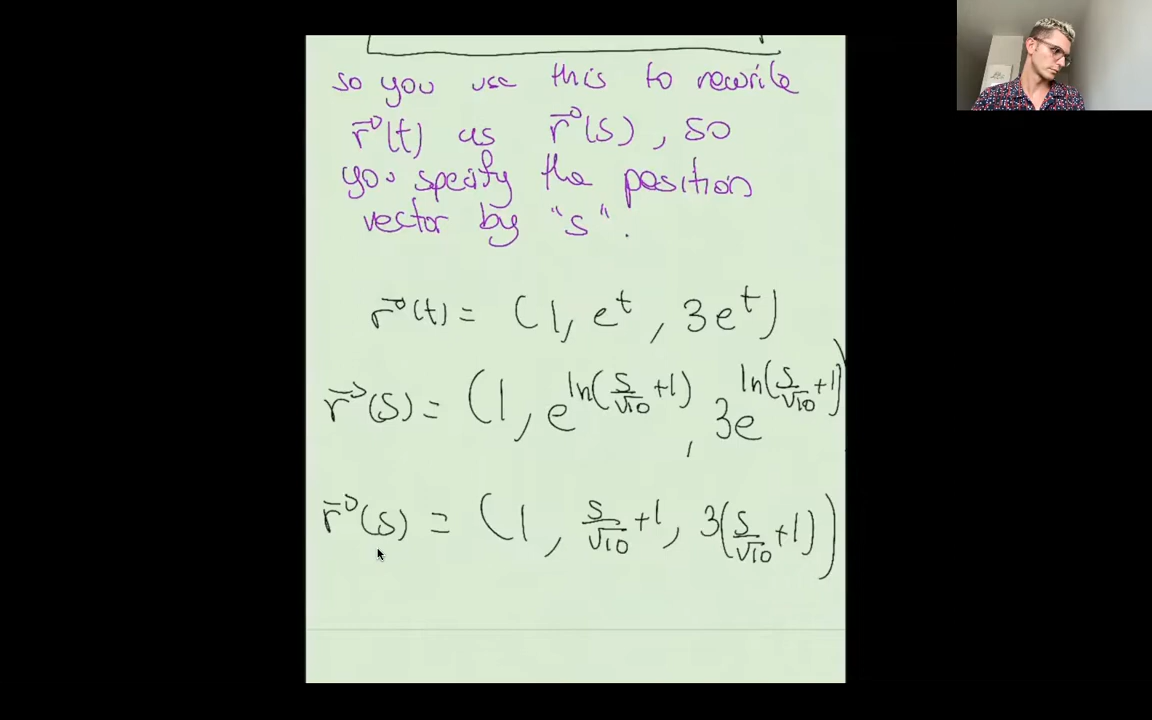 so you use this to rewrite
r⃗(t) as r⃗(s), so
you specify the position
vector by "s".
r⃗(t) = (1, e^t, 3e^t)
r⃗(s) = (1, e^ln(s/√10 +1), 3e^ln(s/√10 +1))
r⃗(s) = (1, s/√10 +1, 3(s/√10 +1))